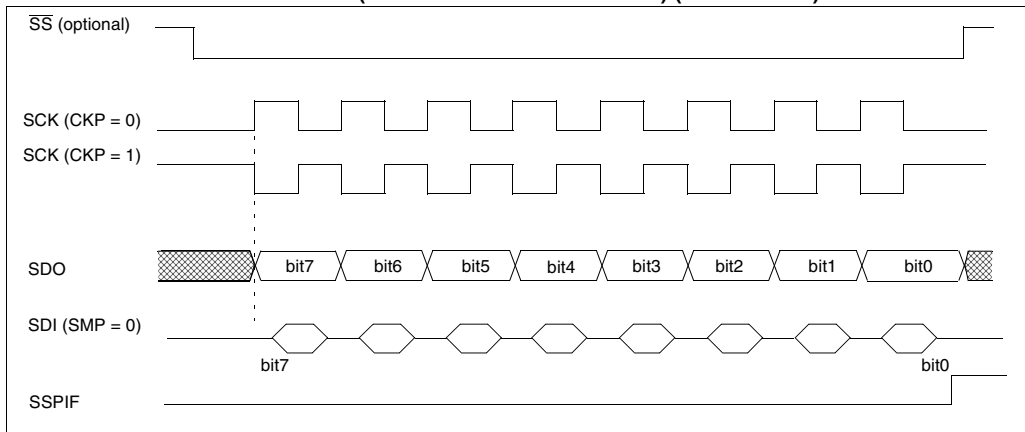 SS (optional)
SCK (CKP = 0)
SCK (CKP = 1)
SDO
bit7 bit6 bit5 bit4 bit3 bit2 bit1 bit0
SDI (SMP = 0)
bit7 bit0
SSPIF